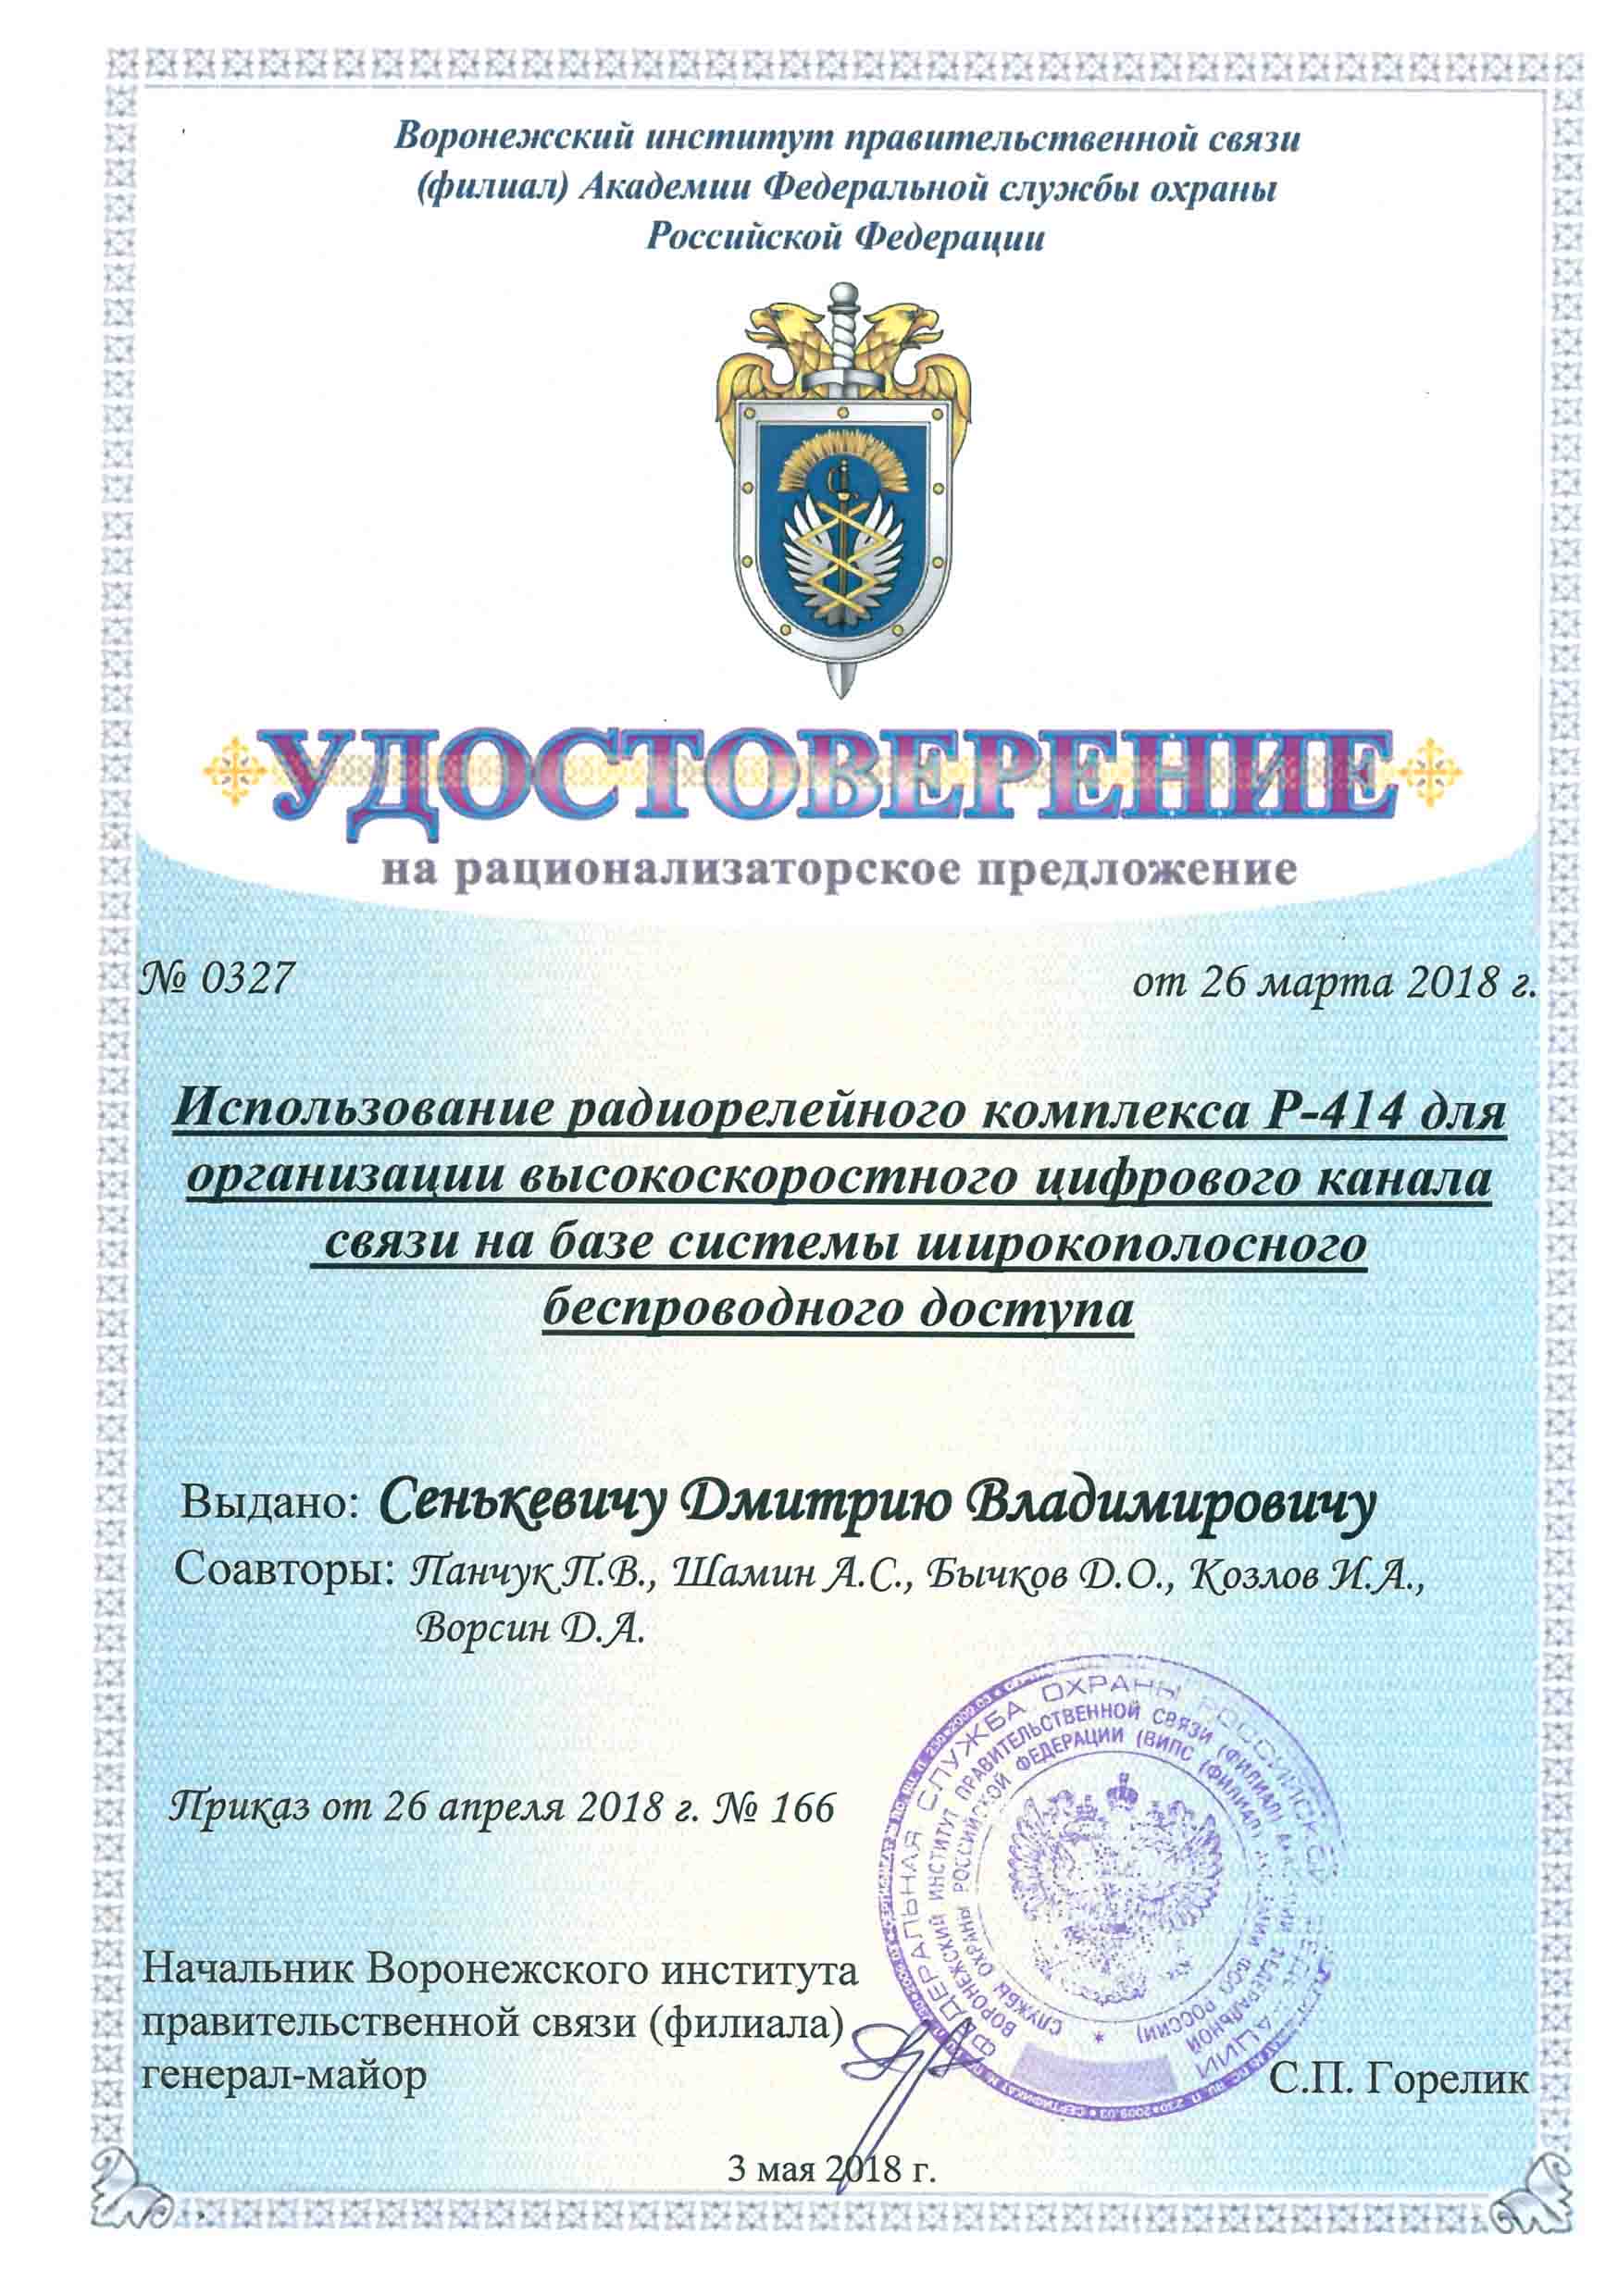 Воронежский институт правительственной связи
(филиал) Академии Федеральной службы охраны
Российской Федерации
УДОСТОВЕРЕНИЕ
на рационализаторское предложение
№ 0327
от 26 марта 2018 г.
Использование радиорелейного комплекса Р-414 для
организации высокоскоростного цифрового канала
связи на базе системы широкополосного
беспроводного доступа
Выдано: Сенькевичу Дмитрию Владимировичу
Соавторы: Панчук П.В., Шамин А.С., Бычков Д.О., Козлов И.А.,
Ворсин Д.А.
ФЕДЕРАЛЬНАЯ СЛУЖБА ОХРАНЫ РОССИЙСКОЙ
ВОРОНЕЖСКИЙ ИНСТИТУТ ПРАВИТЕЛЬСТВЕННОЙ СВЯЗИ (ФИЛИАЛ)
СЛУЖБЫ ОХРАНЫ РОССИЙСКОЙ ФЕДЕРАЦИИ (ВИПС (ФИЛИАЛ) ФСО РОССИИ)
Приказ от 26 апреля 2018 г. № 166
Начальник Воронежского института
правительственной связи (филиала)
генерал-майор
С.П. Горелик
3 мая 2018 г.